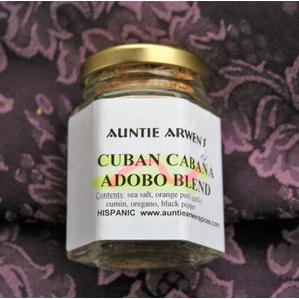 AUNTIE ARWEN'S
CUBAN CABAÑA
ADOBO BLEND
Contents: sea salt, orange peel, garlic,
cumin, oregano, black pepper
HISPANIC www.auntiearwenspices.com